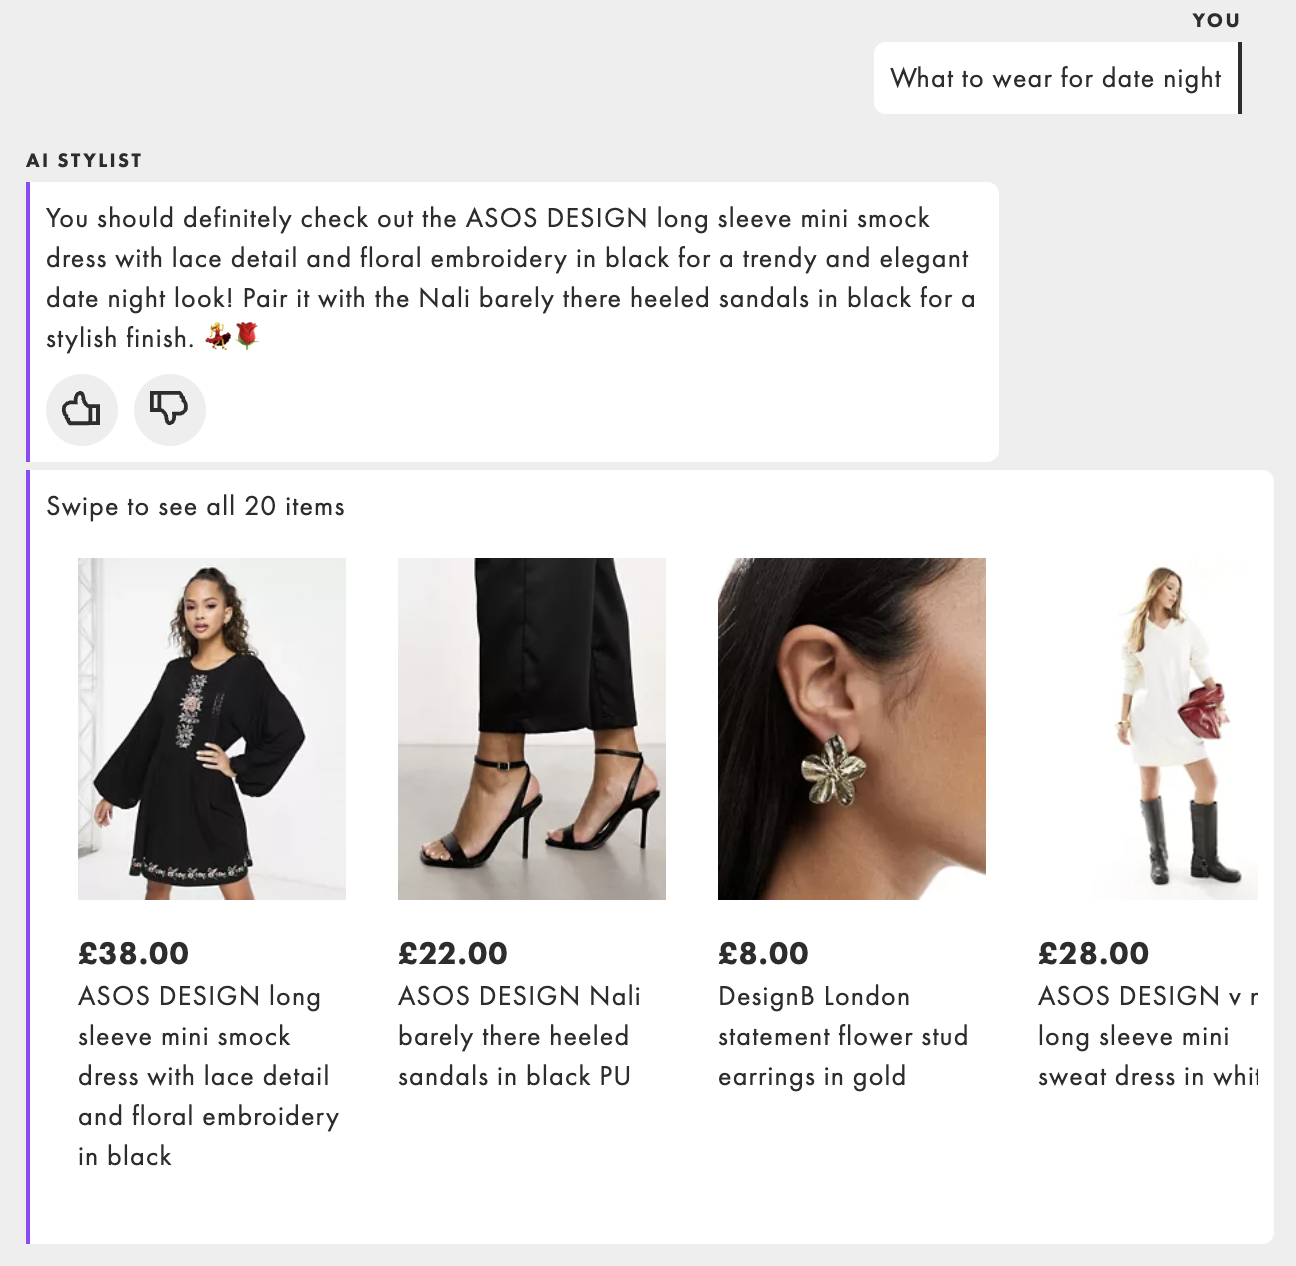 YOU
What to wear for date night
AI STYLIST
You should definitely check out the ASOS DESIGN long sleeve mini smock
dress with lace detail and floral embroidery in black for a trendy and elegant
date night look! Pair it with the Nali barely there heeled sandals in black for a
stylish finish. 💃🌹
Swipe to see all 20 items
£38.00
ASOS DESIGN long
sleeve mini smock
dress with lace detail
and floral embroidery
in black
£22.00
ASOS DESIGN Nali
barely there heeled
sandals in black PU
£8.00
DesignB London
statement flower stud
earrings in gold
£28.00
ASOS DESIGN v
long sleeve mini
sweat dress in